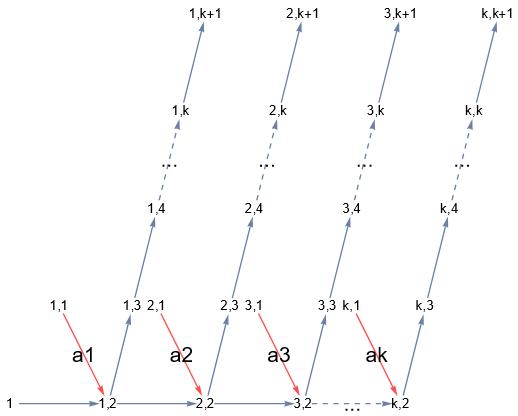 1,k+1 2,k+1 3,k+1 k,k+1
1,k 2,k 3,k k,k
... ... ... ...
1,4 2,4 3,4 k,4
1,1 1,3 2,1 2,3 3,1 3,3 k,1 k,3
a1 a2 a3 ak
1 1,2 2,2 3,2 ... k,2